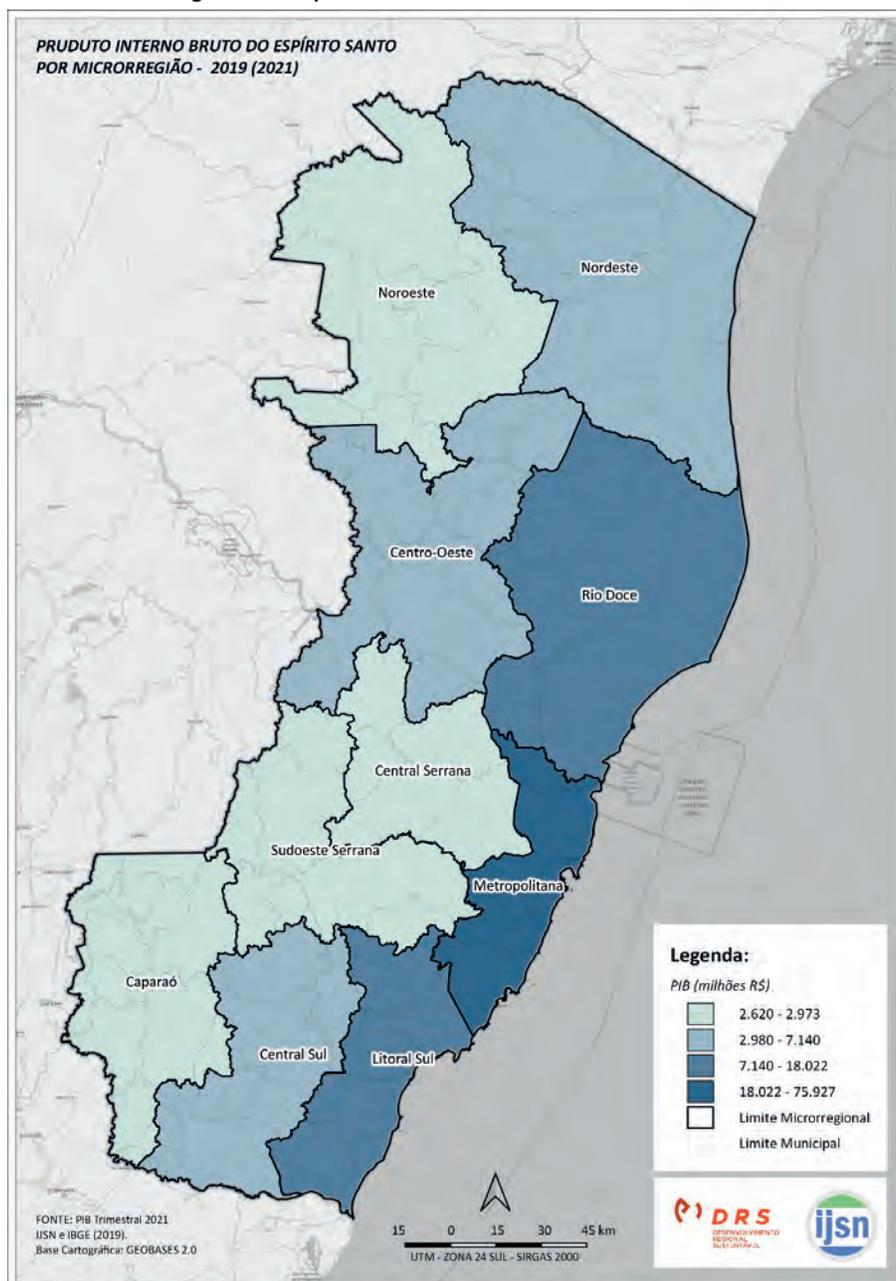 PRUDUTO INTERNO BRUTO DO ESPÍRITO SANTO
POR MICRORREGIÃO - 2019 (2021)
Nordeste
Noroeste
Centro-Oeste
Rio Doce
Central Serrana
Sudoeste Serrana
Metropolitana
Caparaó
Central Sul
Litoral Sul
Legenda:
PIB (milhões R$)
2.620 - 2.973
2.980 - 7.140
7.140 - 18.022
18.022 - 75.927
Limite Microrregional
Limite Municipal
FONTE: PIB Trimestral 2021
IJSN e IBGE (2019).
Base Cartográfica: GEOBASES 2.0
15 0 15 30 45 km
UTM - ZONA 24 SUL - SIRGAS 2000
DRS
DESENVOLVIMENTO
REGIONAL
SUSTENTÁVEL
ijsn